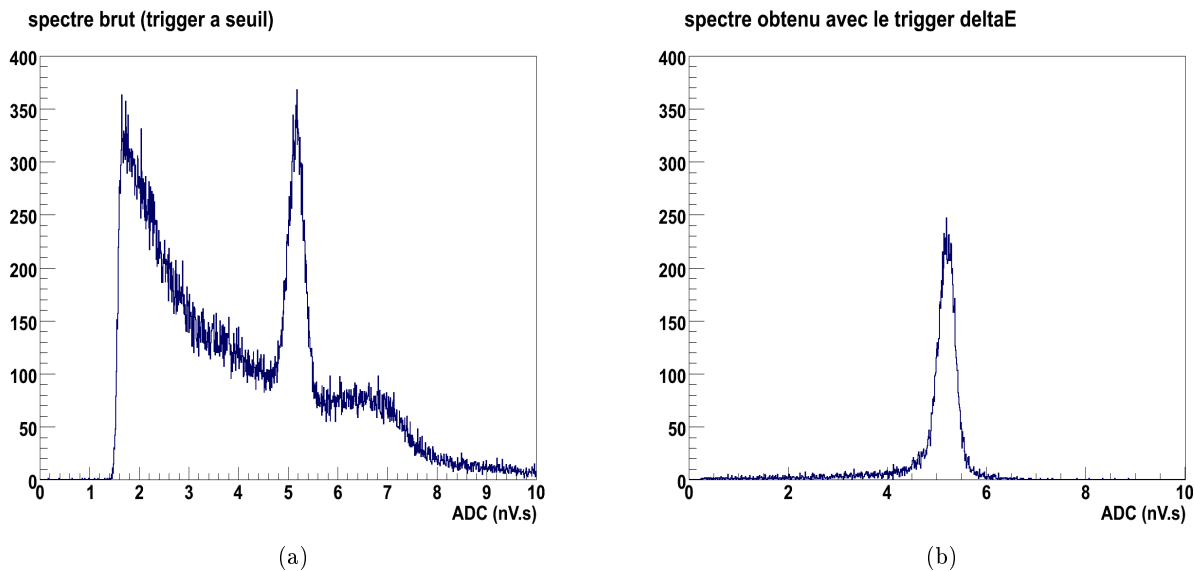 spectre brut (trigger a seuil)
400
350
300
250
200
150
100
50
0
0 1 2 3 4 5 6 7 8 9 10
ADC (nV.s)
(a)
spectre obtenu avec le trigger deltaE
400
350
300
250
200
150
100
50
0
0 2 4 6 8 10
ADC (nV.s)
(b)